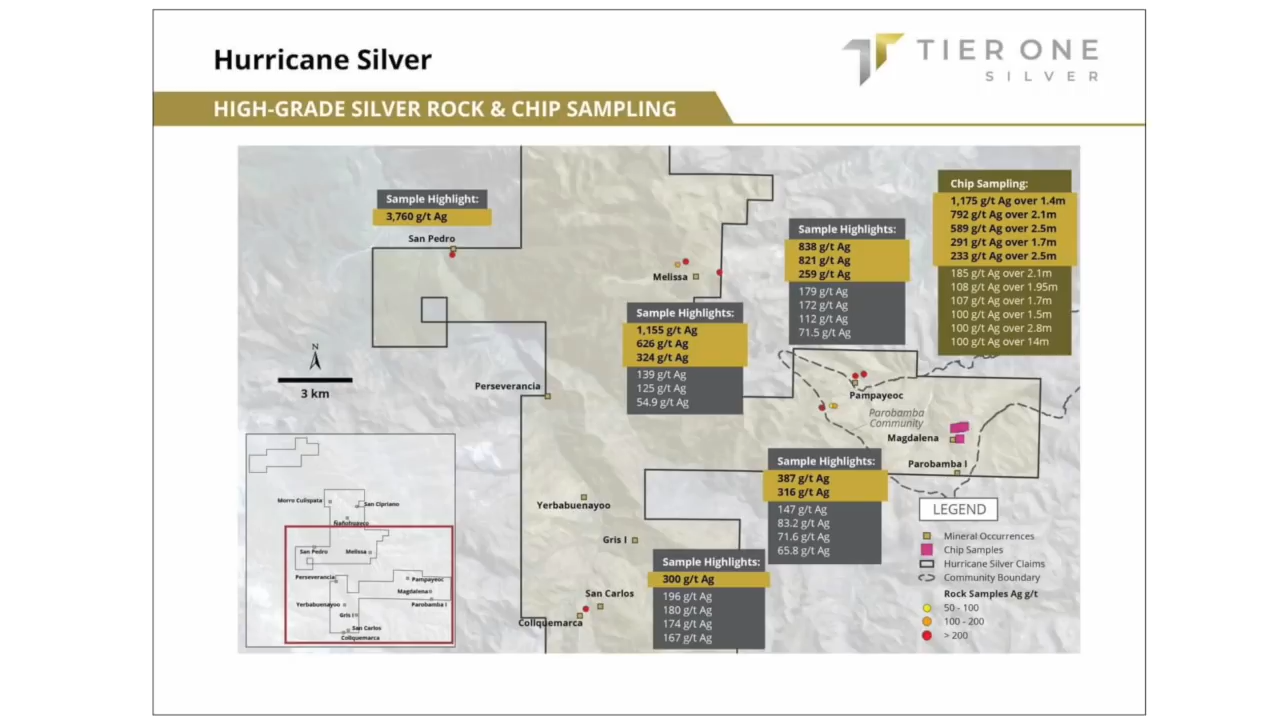 Hurricane Silver
TIER ONE
SILVER
HIGH-GRADE SILVER ROCK & CHIP SAMPLING
Sample Highlight:
3,760 g/t Ag
San Pedro
Melissa
Sample Highlights:
1,155 g/t Ag
626 g/t Ag
324 g/t Ag
139 g/t Ag
125 g/t Ag
54.9 g/t Ag
Sample Highlights:
838 g/t Ag
821 g/t Ag
259 g/t Ag
179 g/t Ag
172 g/t Ag
112 g/t Ag
71.5 g/t Ag
Chip Sampling:
1,175 g/t Ag over 1.4m
792 g/t Ag over 2.1m
589 g/t Ag over 2.5m
291 g/t Ag over 1.7m
233 g/t Ag over 2.5m
185 g/t Ag over 2.1m
108 g/t Ag over 1.95m
107 g/t Ag over 1.7m
100 g/t Ag over 1.5m
100 g/t Ag over 2.8m
100 g/t Ag over 14m
N
3 km
Perseverancia
Pampayeoc
Parobamba
Community
Magdalena
Parobamba I
Sample Highlights:
387 g/t Ag
316 g/t Ag
147 g/t Ag
83.2 g/t Ag
71.6 g/t Ag
65.8 g/t Ag
Yerbabuenayoo
Gris I
San Carlos
Collquemarca
Sample Highlights:
300 g/t Ag
196 g/t Ag
180 g/t Ag
174 g/t Ag
167 g/t Ag
Morro Cullspata
San Cipriano
Ñañohuayco
San Pedro
Melissa
Perseverancia
Pampayeoc
Magdalena
Yerbabuenayoo
Parobamba I
Gris I
San Carlos
Collquemarca
LEGEND
Mineral Occurrences
Chip Samples
Hurricane Silver Claims
Community Boundary
Rock Samples Ag g/t
50 - 100
100 - 200
> 200